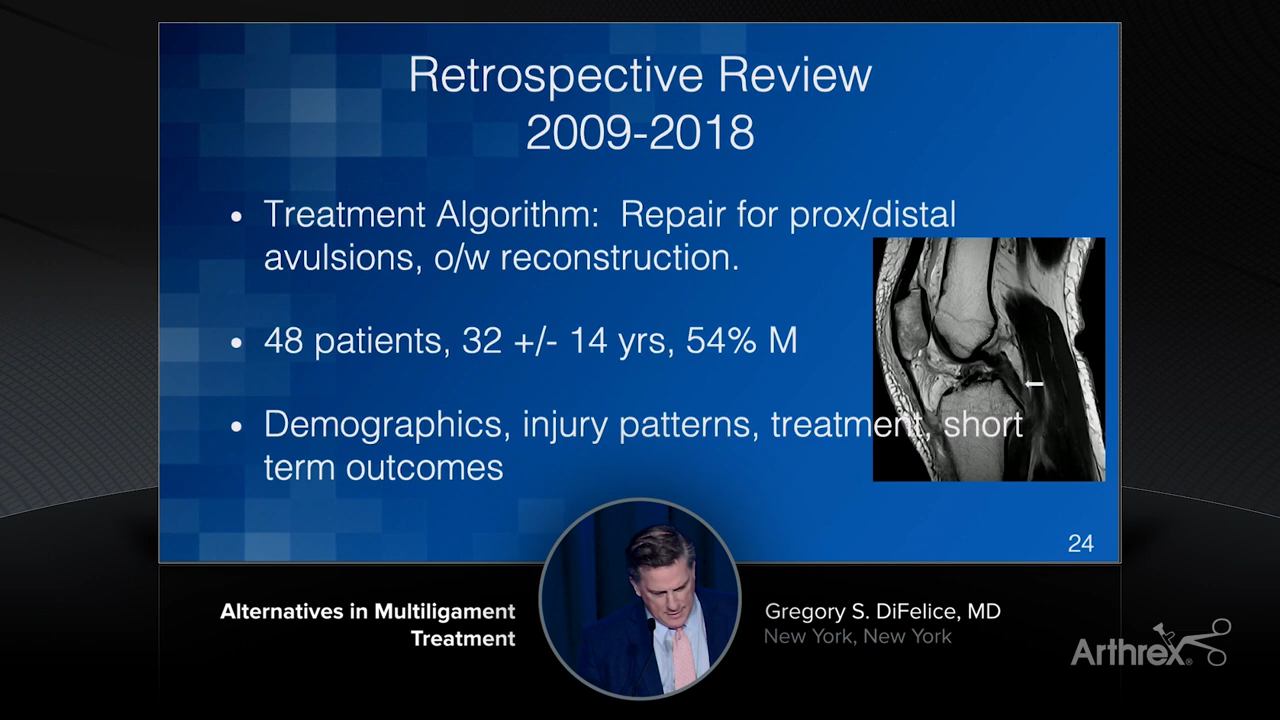 Retrospective Review
2009-2018
• Treatment Algorithm: Repair for prox/distal
avulsions, o/w reconstruction.
• 48 patients, 32 +/- 14 yrs, 54% M
• Demographics, injury patterns, treatment, short
term outcomes
24
Alternatives in Multiligament
Treatment
Gregory S. DiFelice, MD
New York, New York
Arthrex®